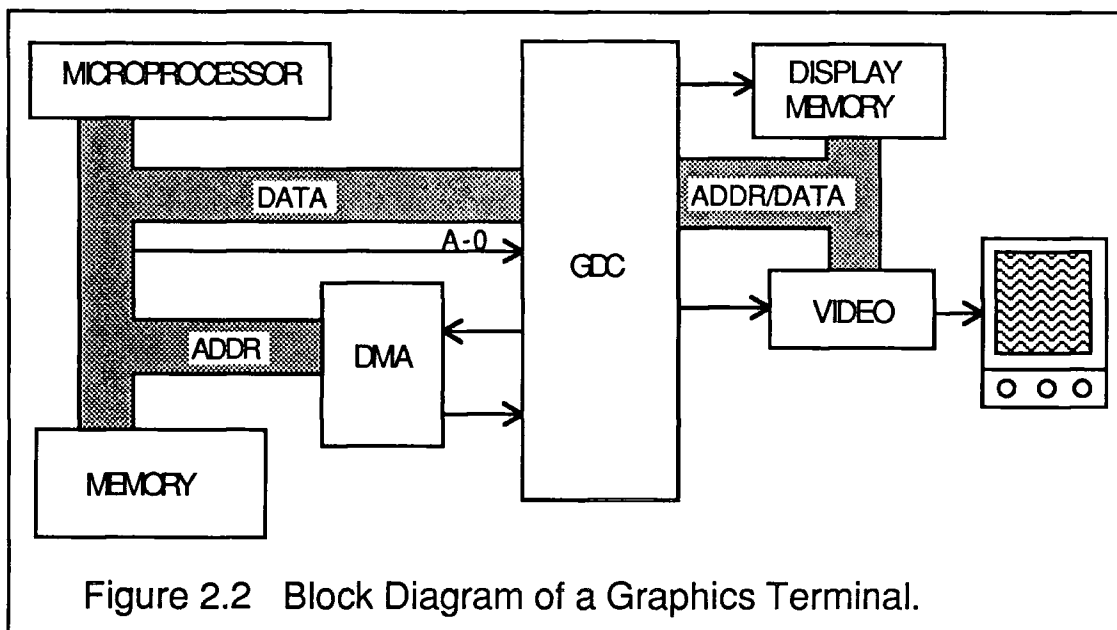 MICROPROCESSOR
DISPLAY
MEMORY
DATA
ADDR/DATA
A-0
GDC
VIDEO
ADDR
DMA
MEMORY
Figure 2.2 Block Diagram of a Graphics Terminal.